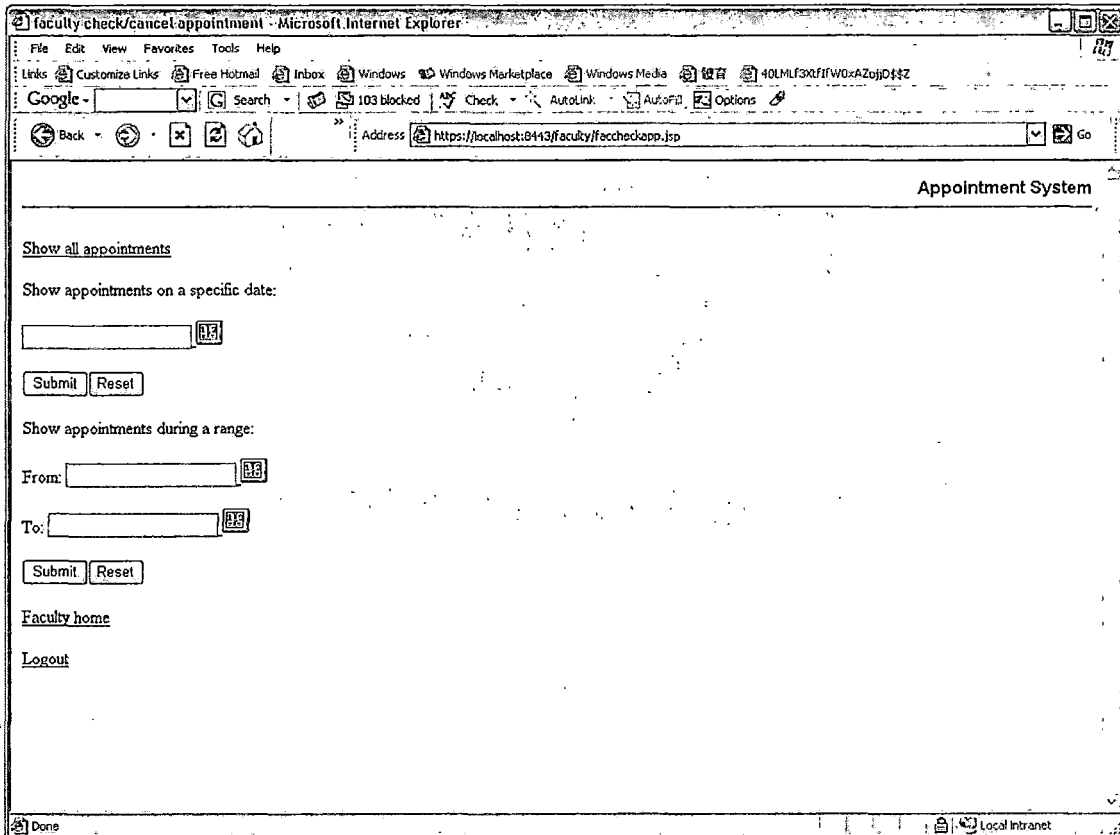 faculty check/cancel appointment - Microsoft Internet Explorer
File Edit View Favorites Tools Help
Links Customize Links Free Hotmail Inbox Windows Windows Marketplace Windows Media
Google Search 103 blocked Check AutoLink AutoFill Options
Back » Address https://localhost:8443/faculty/faccheckapp.jsp Go
Appointment System
Show all appointments
Show appointments on a specific date:
Submit Reset
Show appointments during a range:
From:
To:
Submit Reset
Faculty home
Logout
Done Local intranet